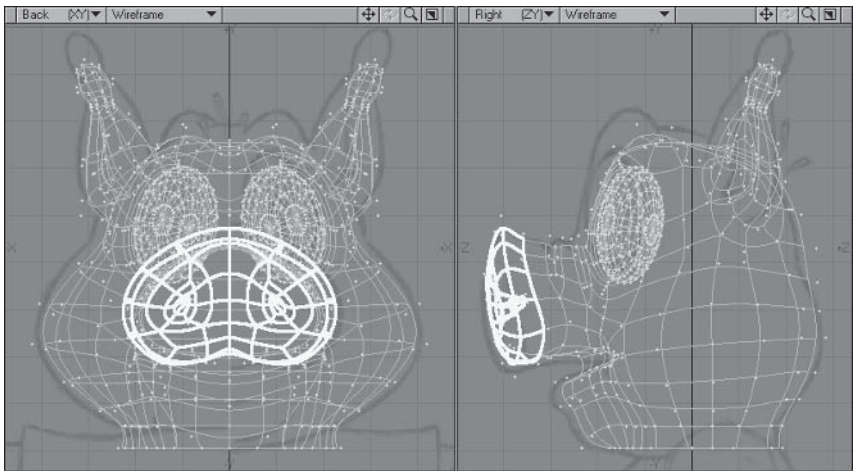 Back (XY) Wireframe
Right (ZY) Wireframe
+Y
+Y
-X
+X
-Z
+Z
-Y
-Y